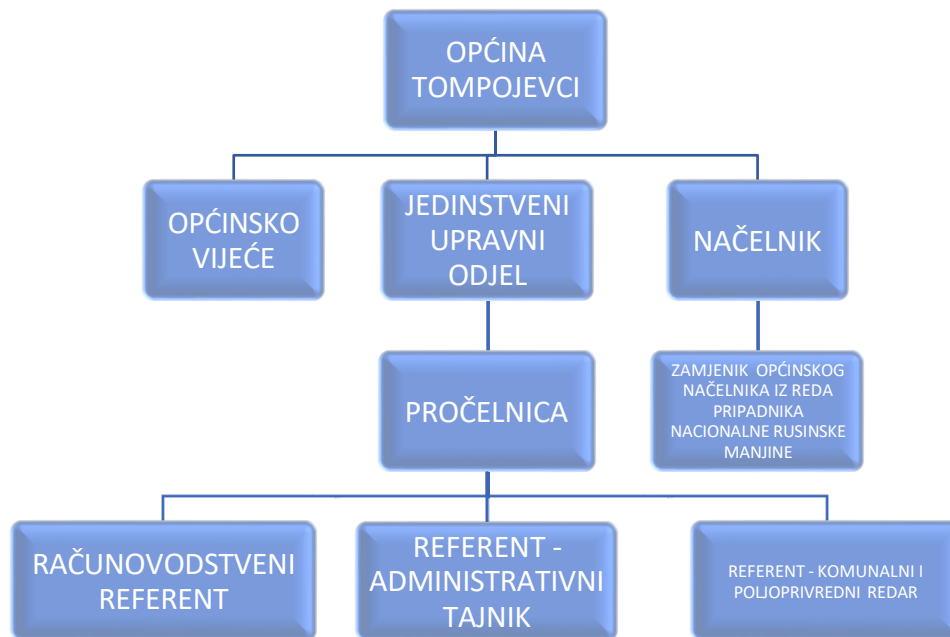 OPĆINA
TOMPOJEVCI
OPĆINSKO
VIJEĆE
JEDINSTVENI
UPRAVNI
ODJEL
NAČELNIK
PROČELNICA
ZAMJENIK OPĆINSKOG
NAČELNIKA IZ REDA
PRIPADNIKA
NACIONALNE RUSINSKE
MANJINE
RAČUNOVODSTVENI
REFERENT
REFERENT -
ADMINISTRATIVNI
TAJNIK
REFERENT - KOMUNALNI I
POLJOPRIVREDNI REDAR